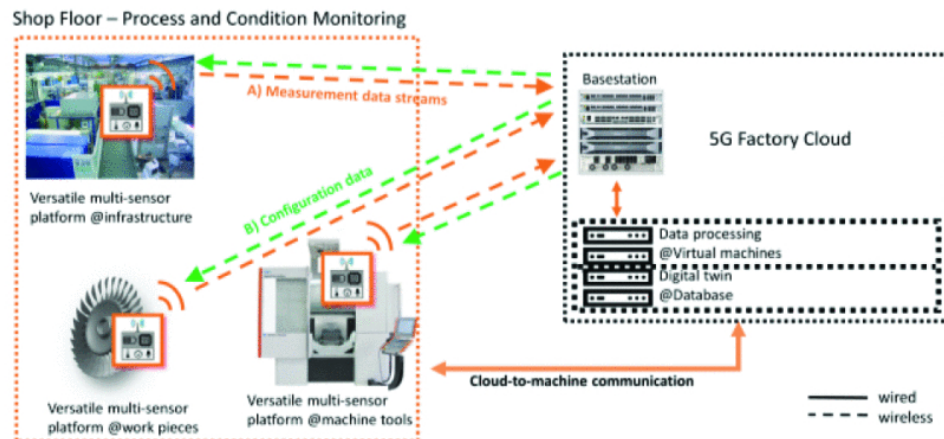 Shop Floor – Process and Condition Monitoring
A) Measurement data streams
Basestation
5G Factory Cloud
Versatile multi-sensor
platform @infrastructure
B) Configuration data
Data processing
@Virtual machines
Digital twin
@Database
Cloud-to-machine communication
Versatile multi-sensor
platform @work pieces
Versatile multi-sensor
platform @machine tools
wired
wireless